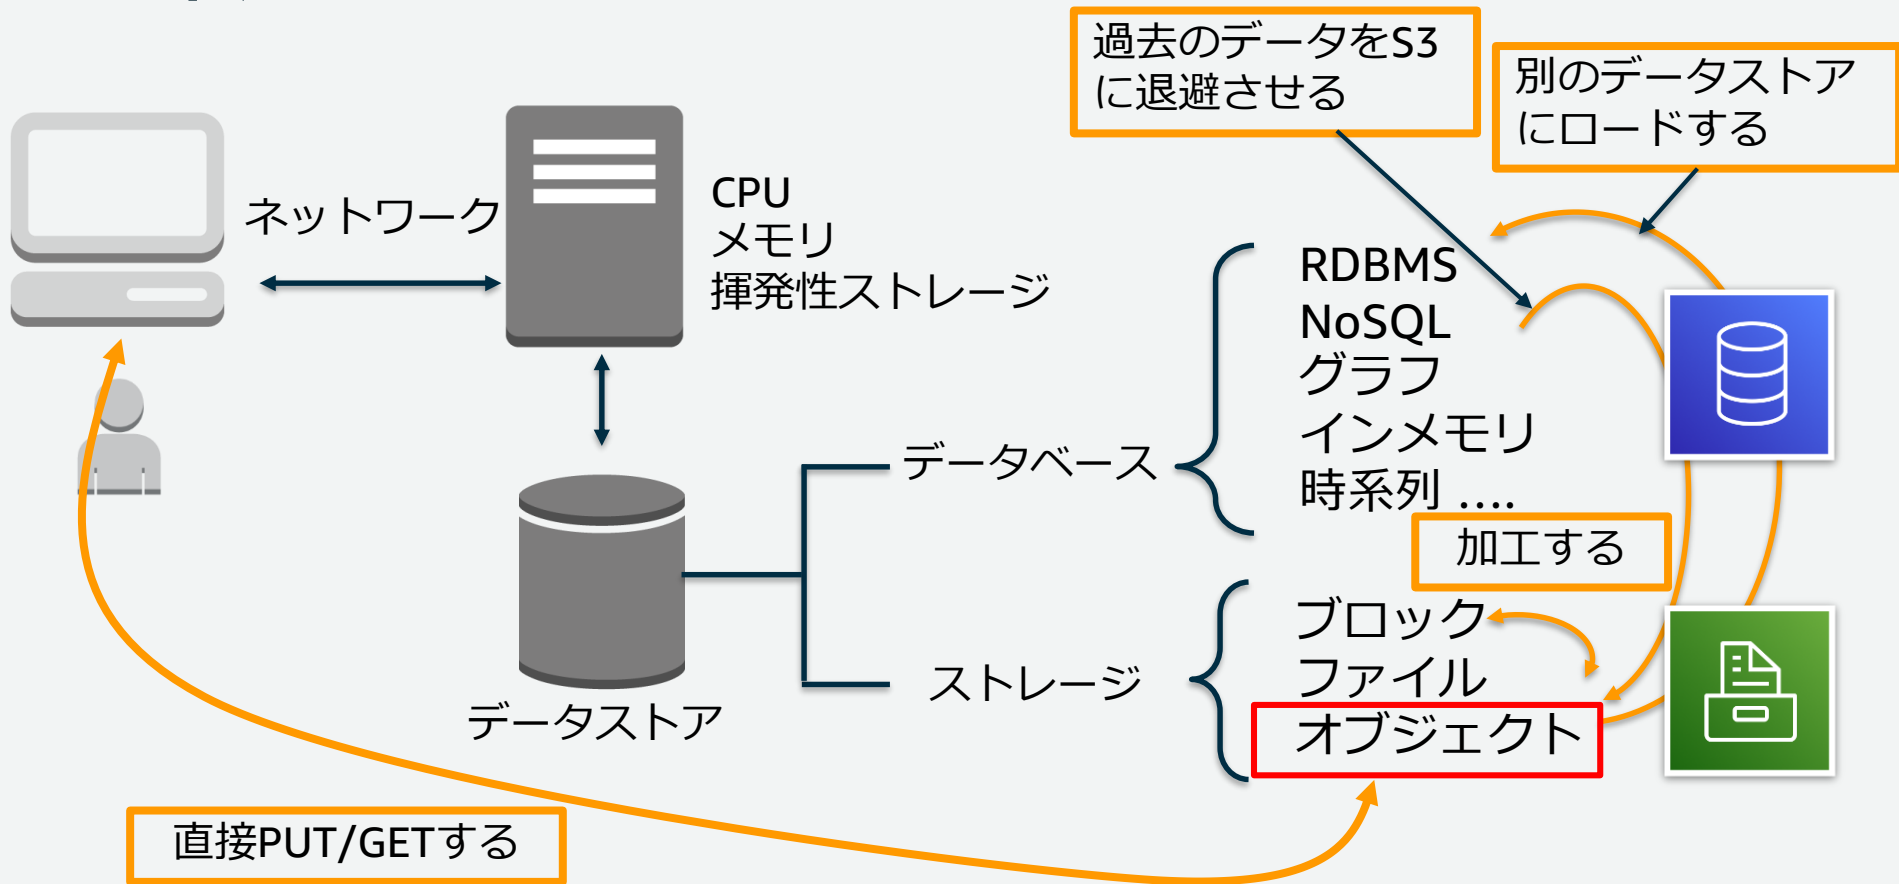 過去のデータをS3
に退避させる
別のデータストア
にロードする
ネットワーク
CPU
メモリ
揮発性ストレージ
RDBMS
NoSQL
グラフ
インメモリ
時系列 ....
データベース
加工する
ブロック
ファイル
オブジェクト
ストレージ
データストア
直接PUT/GETする